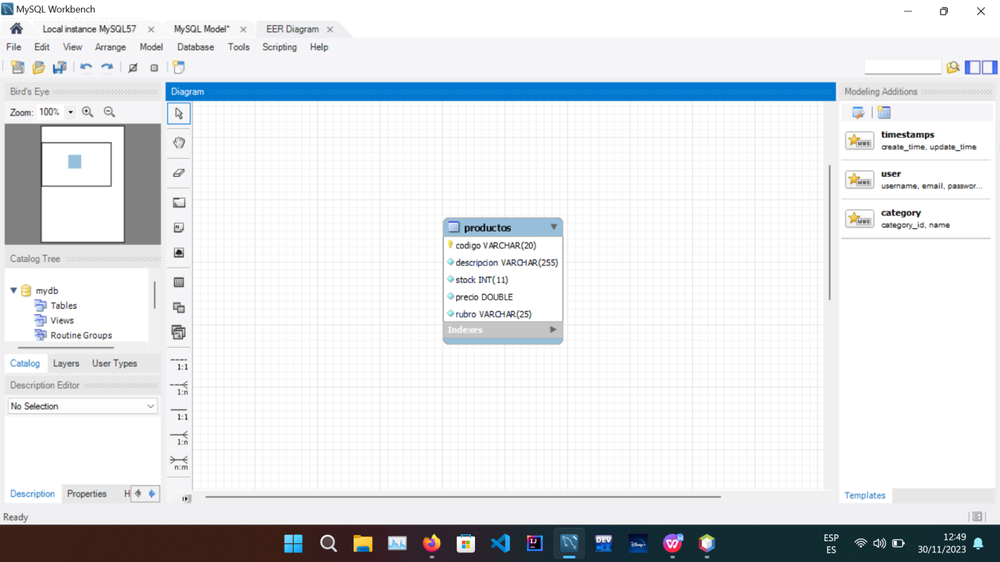 MySQL Workbench
Local instance MySQL57
MySQL Model*
EER Diagram
File Edit View Arrange Model Database Tools Scripting Help
Bird's Eye
Diagram
Modeling Additions
Zoom: 100%
timestamps
create_time, update_time
user
username, email, passwor...
category
category_id, name
productos
codigo VARCHAR(20)
descripcion VARCHAR(255)
stock INT(11)
precio DOUBLE
rubro VARCHAR(25)
Indexes
Catalog Tree
mydb
Tables
Views
Routine Groups
Catalog Layers User Types
Description Editor
No Selection
1:1
1:n
1:1
1:n
n:m
Description Properties H
Templates
Ready
IJ
DEV
C++
Disney+
ESP
ES
12:49
30/11/2023